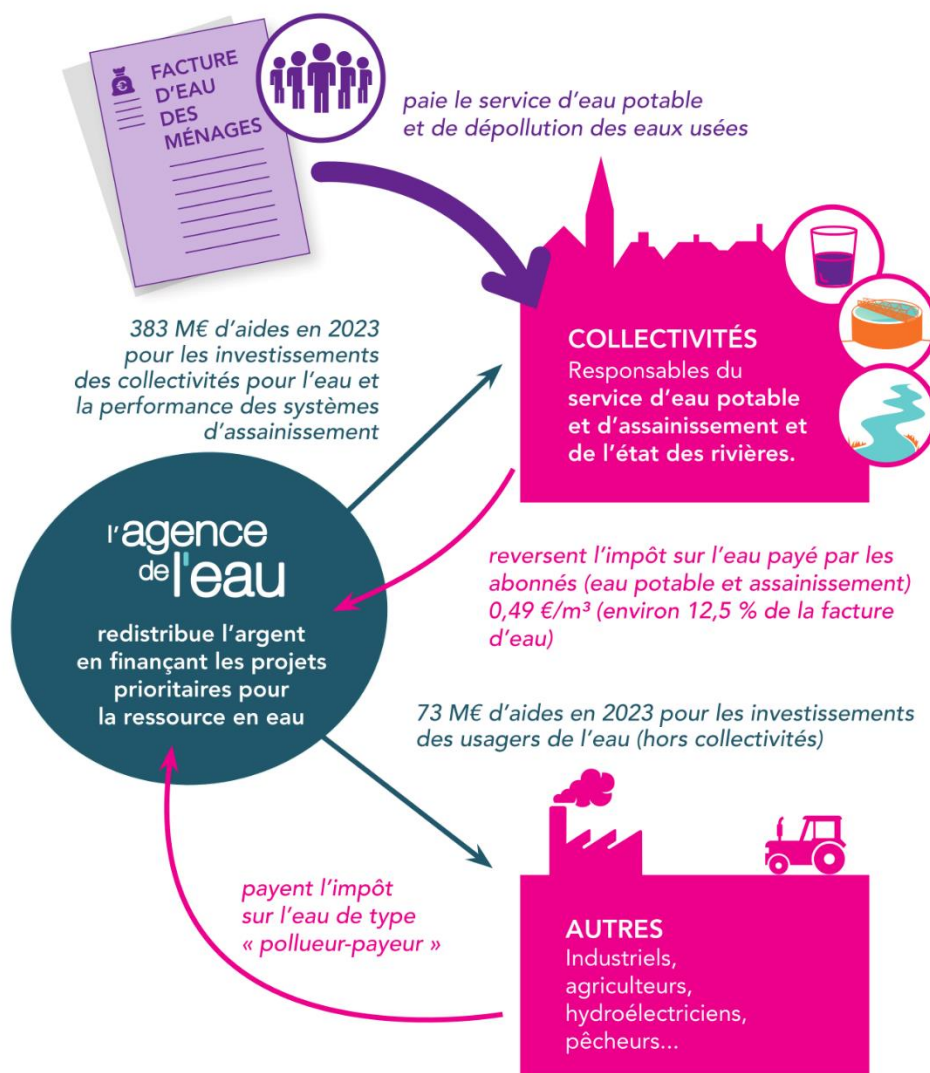 FACTURE
D'EAU
DES
MÉNAGES
paie le service d'eau potable
et de dépollution des eaux usées
383 M€ d'aides en 2023
pour les investissements
des collectivités pour l'eau et
la performance des systèmes
d'assainissement
COLLECTIVITÉS
Responsables du
service d'eau potable
et d'assainissement et
de l'état des rivières.
l'agence
de l'eau
redistribue l'argent
en finançant les projets
prioritaires pour
la ressource en eau
reversent l'impôt sur l'eau payé par les
abonnés (eau potable et assainissement)
0,49 €/m³ (environ 12,5 % de la facture
d'eau)
73 M€ d'aides en 2023 pour les investissements
des usagers de l'eau (hors collectivités)
payent l'impôt
sur l'eau de type
« pollueur-payeur »
AUTRES
Industriels,
agriculteurs,
hydroélectriciens,
pêcheurs...